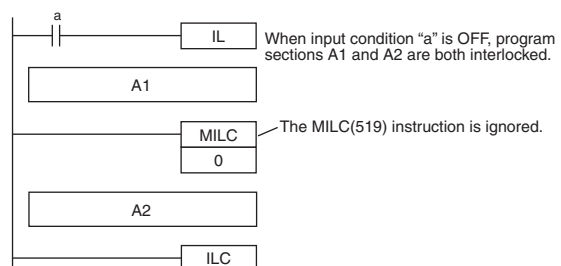 a
IL
When input condition “a” is OFF, program
sections A1 and A2 are both interlocked.
A1
MILC
The MILC(519) instruction is ignored.
0
A2
ILC